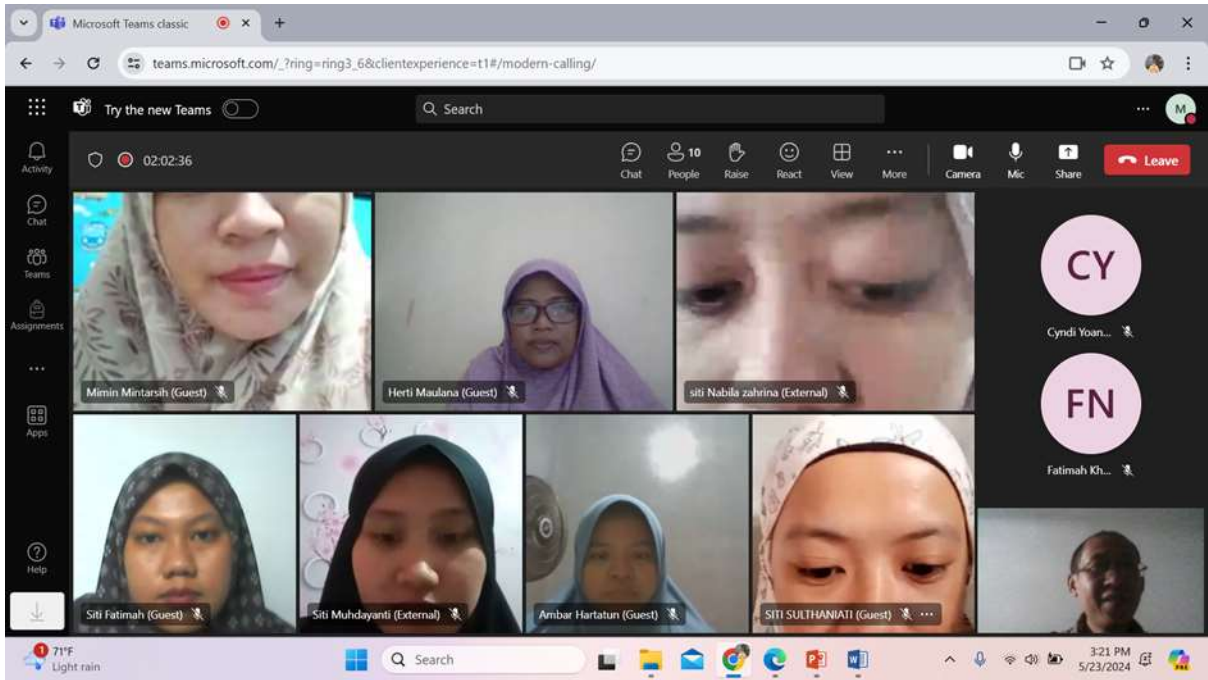 Microsoft Teams classic
teams.microsoft.com/_?ring=ring3_6&clientexperience=t1#/modern-calling/
Try the new Teams
Search
M
Activity
Chat
Teams
Assignments
Apps
Help
02:02:36
Chat
10
People
Raise
React
View
More
Camera
Mic
Share
Leave
Mimin Mintarsih (Guest)
Herti Maulana (Guest)
siti Nabila zahrina (External)
CY
Cyndi Yoan...
FN
Fatimah Kh...
Siti Fatimah (Guest)
Siti Muhdayanti (External)
Ambar Hartatun (Guest)
SITI SULTHANIATI (Guest)
1
71°F
Light rain
Search
3:21 PM
5/23/2024
PRE